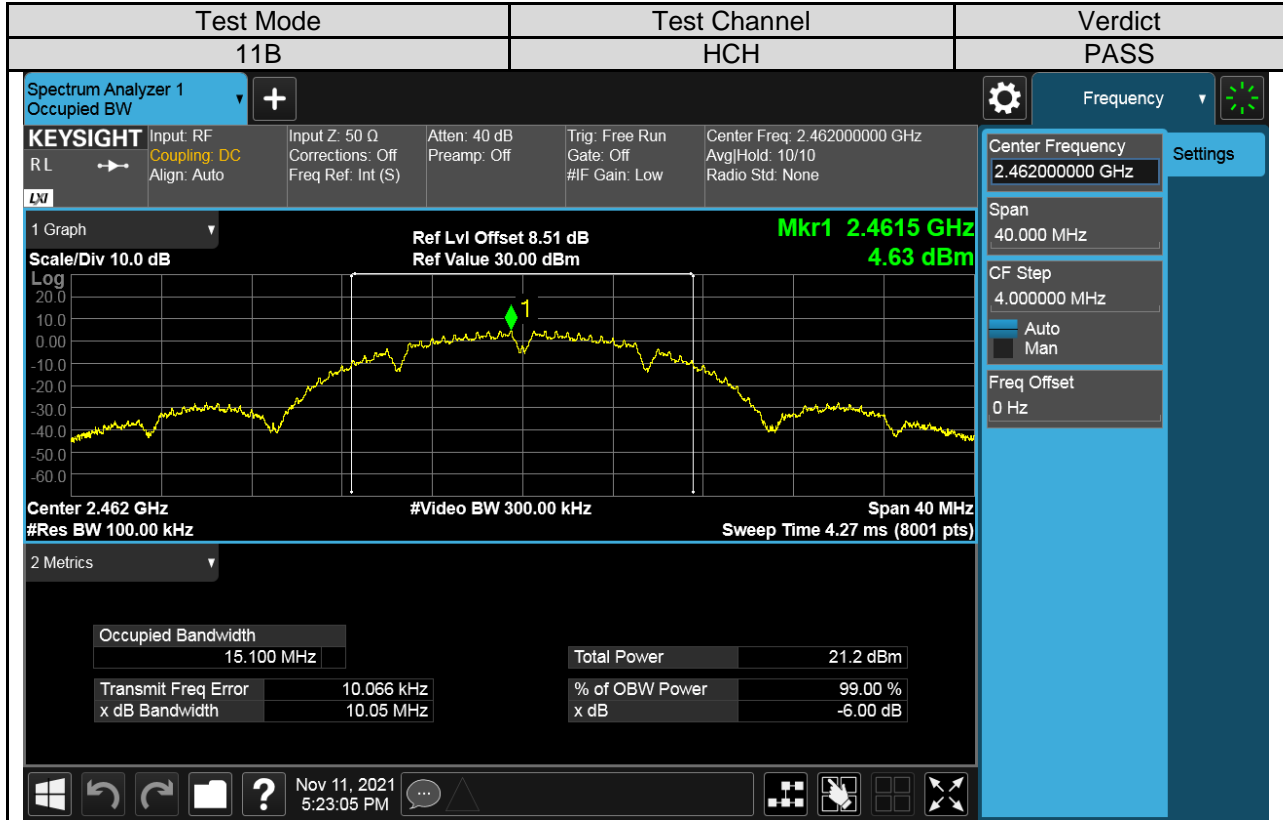 Test Mode Test Channel Verdict
11B HCH PASS
Spectrum Analyzer 1
Occupied BW
+
Frequency
KEYSIGHT
R L
LXI
Input: RF
Coupling: DC
Align: Auto
Input Z: 50 Ω
Corrections: Off
Freq Ref: Int (S)
Atten: 40 dB
Preamp: Off
Trig: Free Run
Gate: Off
#IF Gain: Low
Center Freq: 2.462000000 GHz
Avg|Hold: 10/10
Radio Std: None
Center Frequency
2.462000000 GHz
Settings
Span
40.000 MHz
CF Step
4.000000 MHz
Auto
Man
Freq Offset
0 Hz
1 Graph
Scale/Div 10.0 dB
Ref Lvl Offset 8.51 dB
Ref Value 30.00 dBm
Mkr1 2.4615 GHz
4.63 dBm
Log
20.0
10.0
0.00
-10.0
-20.0
-30.0
-40.0
-50.0
-60.0
1
Center 2.462 GHz
#Res BW 100.00 kHz
#Video BW 300.00 kHz
Span 40 MHz
Sweep Time 4.27 ms (8001 pts)
2 Metrics
Occupied Bandwidth
15.100 MHz
Transmit Freq Error 10.066 kHz
x dB Bandwidth 10.05 MHz
Total Power 21.2 dBm
% of OBW Power 99.00 %
x dB -6.00 dB
?
Nov 11, 2021
5:23:05 PM